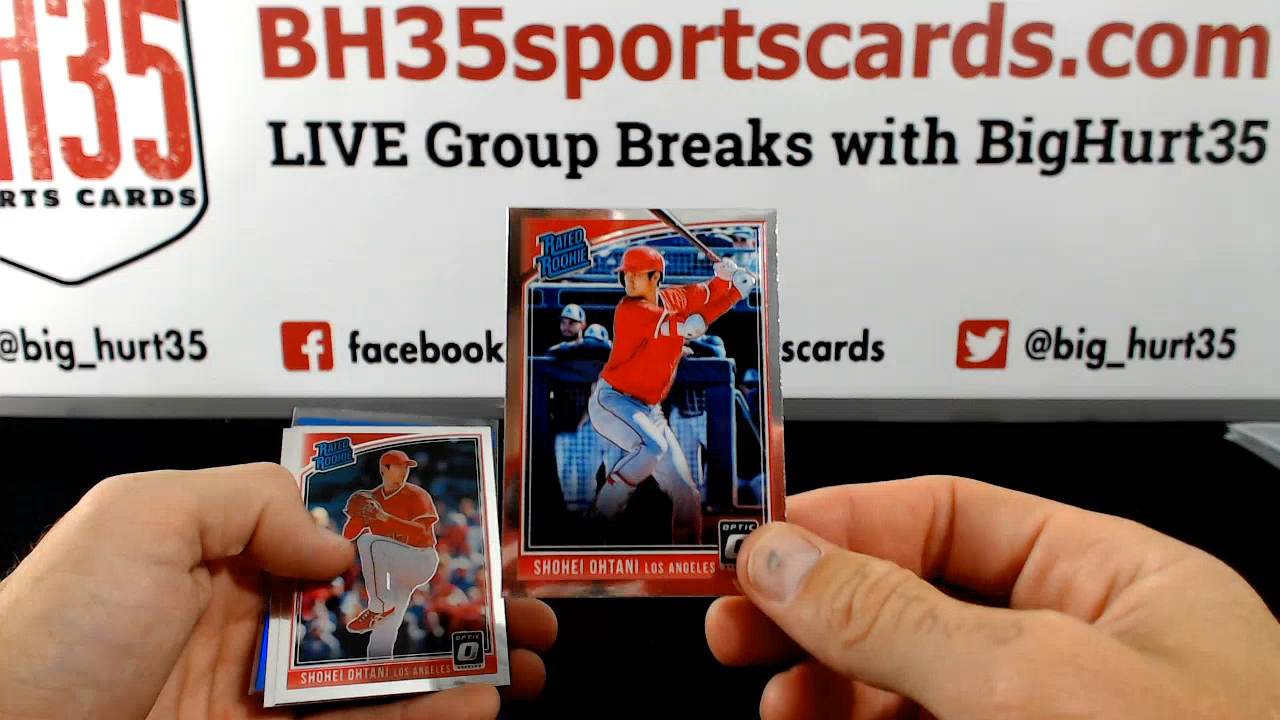 H35
RTS CARDS
BH35sportscards.com
LIVE Group Breaks with BigHurt35
@big_hurt35
facebook
scards
@big_hurt35
RATED
ROOKIE
OPTIC
SHOHEI OHTANI LOS ANGELES
RATED
ROOKIE
OPTIC
SHOHEI OHTANI LOS ANGELES